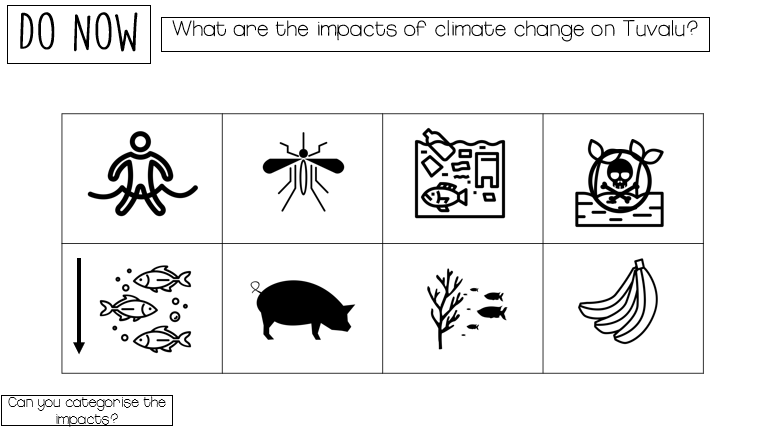 DO NOW
What are the impacts of climate change on Tuvalu?
Can you categorise the
impacts?